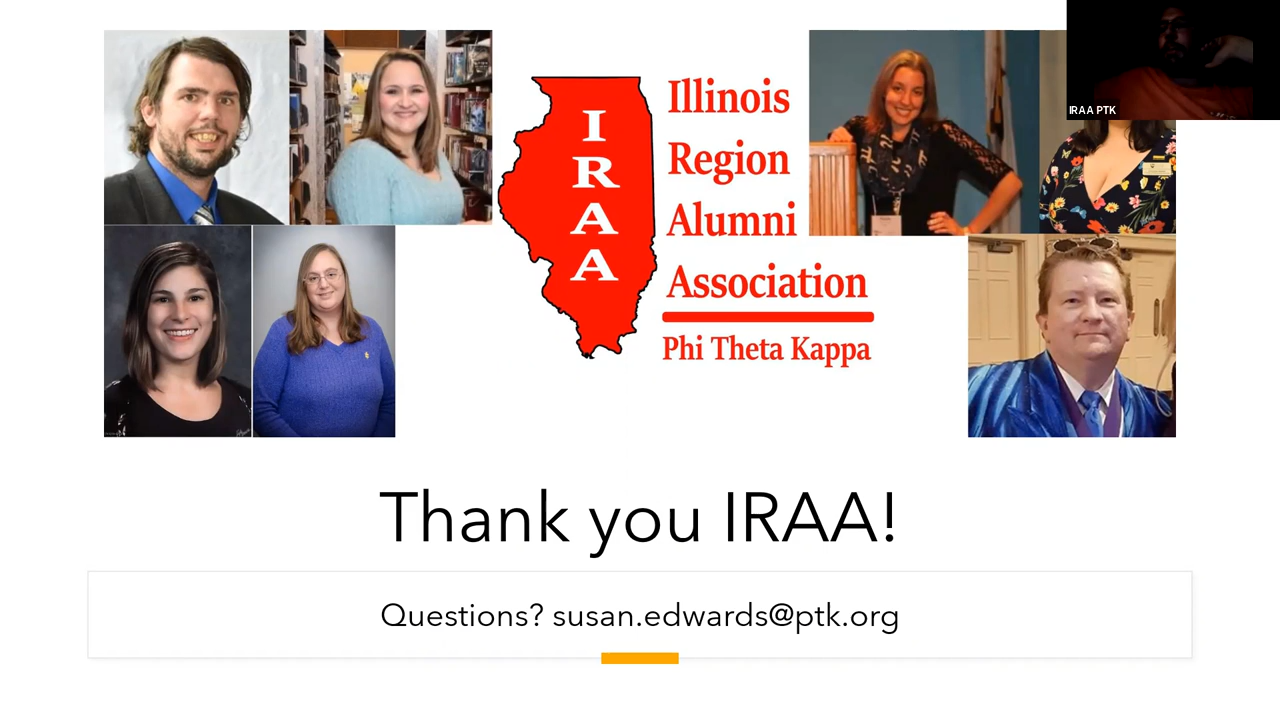 I
R
A
A
Illinois
Region
Alumni
Association
Phi Theta Kappa
IRAA PTK
Thank you IRAA!
Questions? susan.edwards@ptk.org